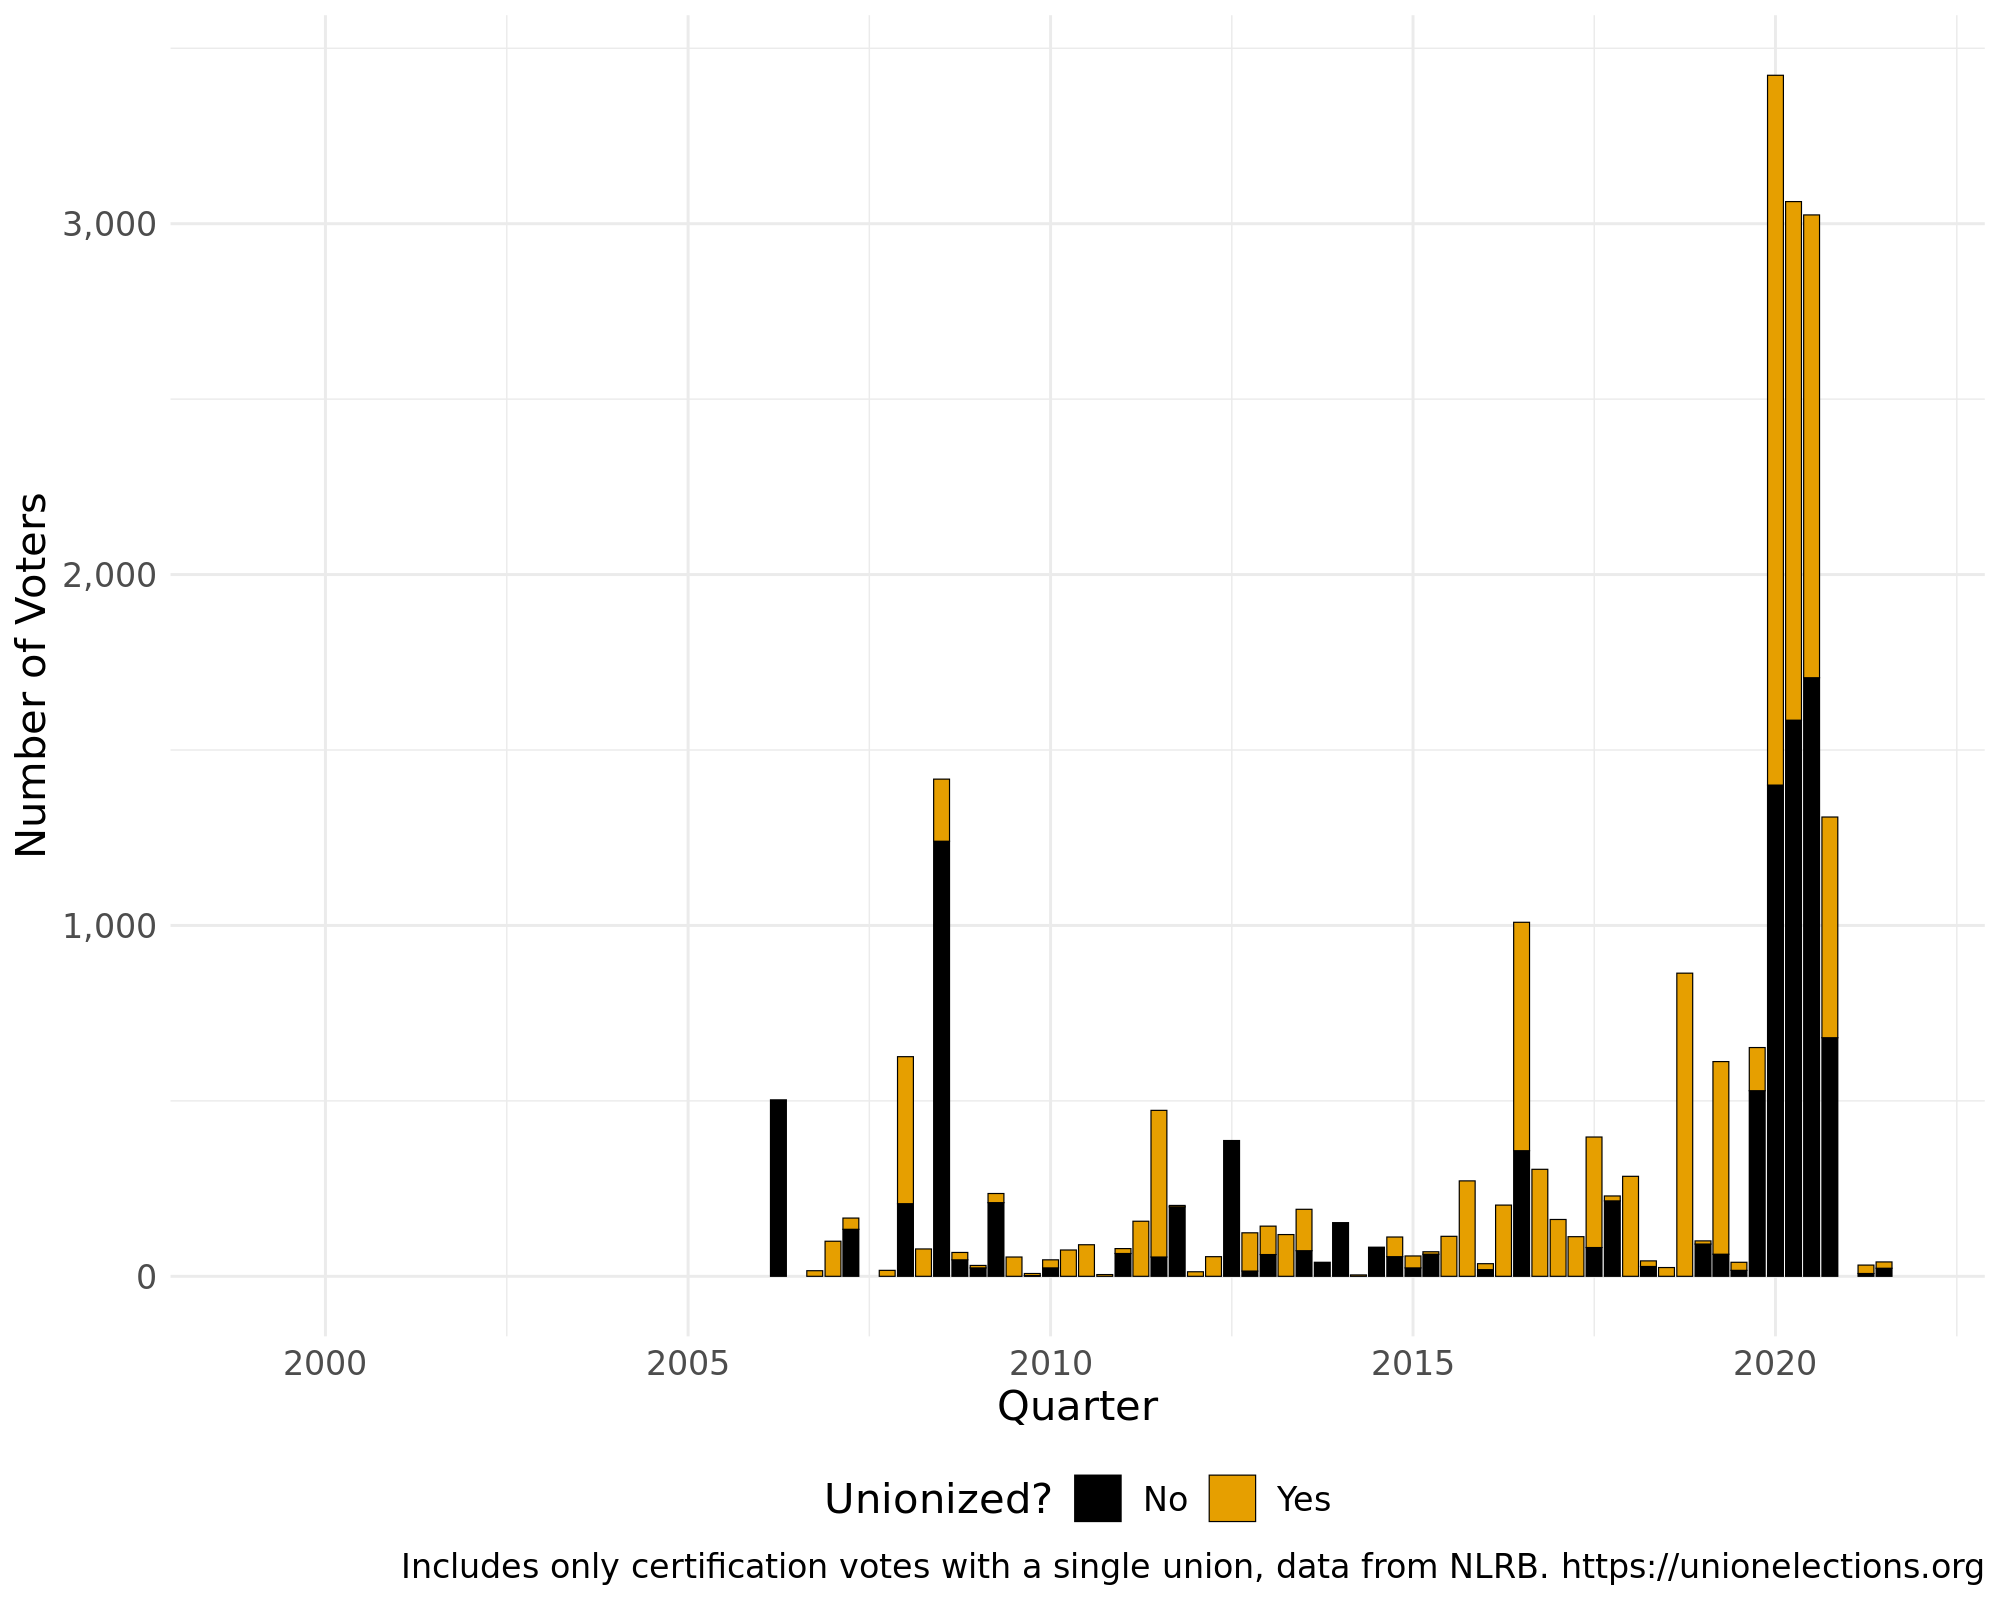 3,000
2,000
1,000
0
Number of Voters
2000
2005
2010
2015
2020
Quarter
Unionized?
No
Yes
Includes only certification votes with a single union, data from NLRB. https://unionelections.org